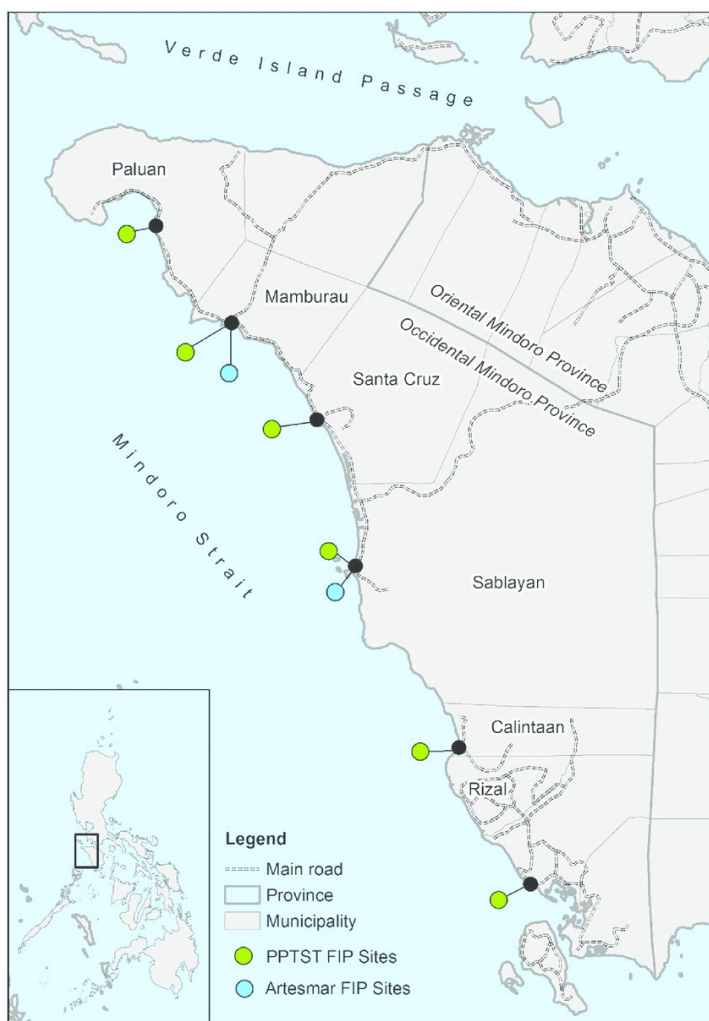 Verde Island Passage
Paluan
Mamburau
Oriental Mindoro Province
Occidental Mindoro Province
Santa Cruz
Mindoro Strait
Sablayan
Calintaan
Rizal
Legend
Main road
Province
Municipality
PPTST FIP Sites
Artesmar FIP Sites